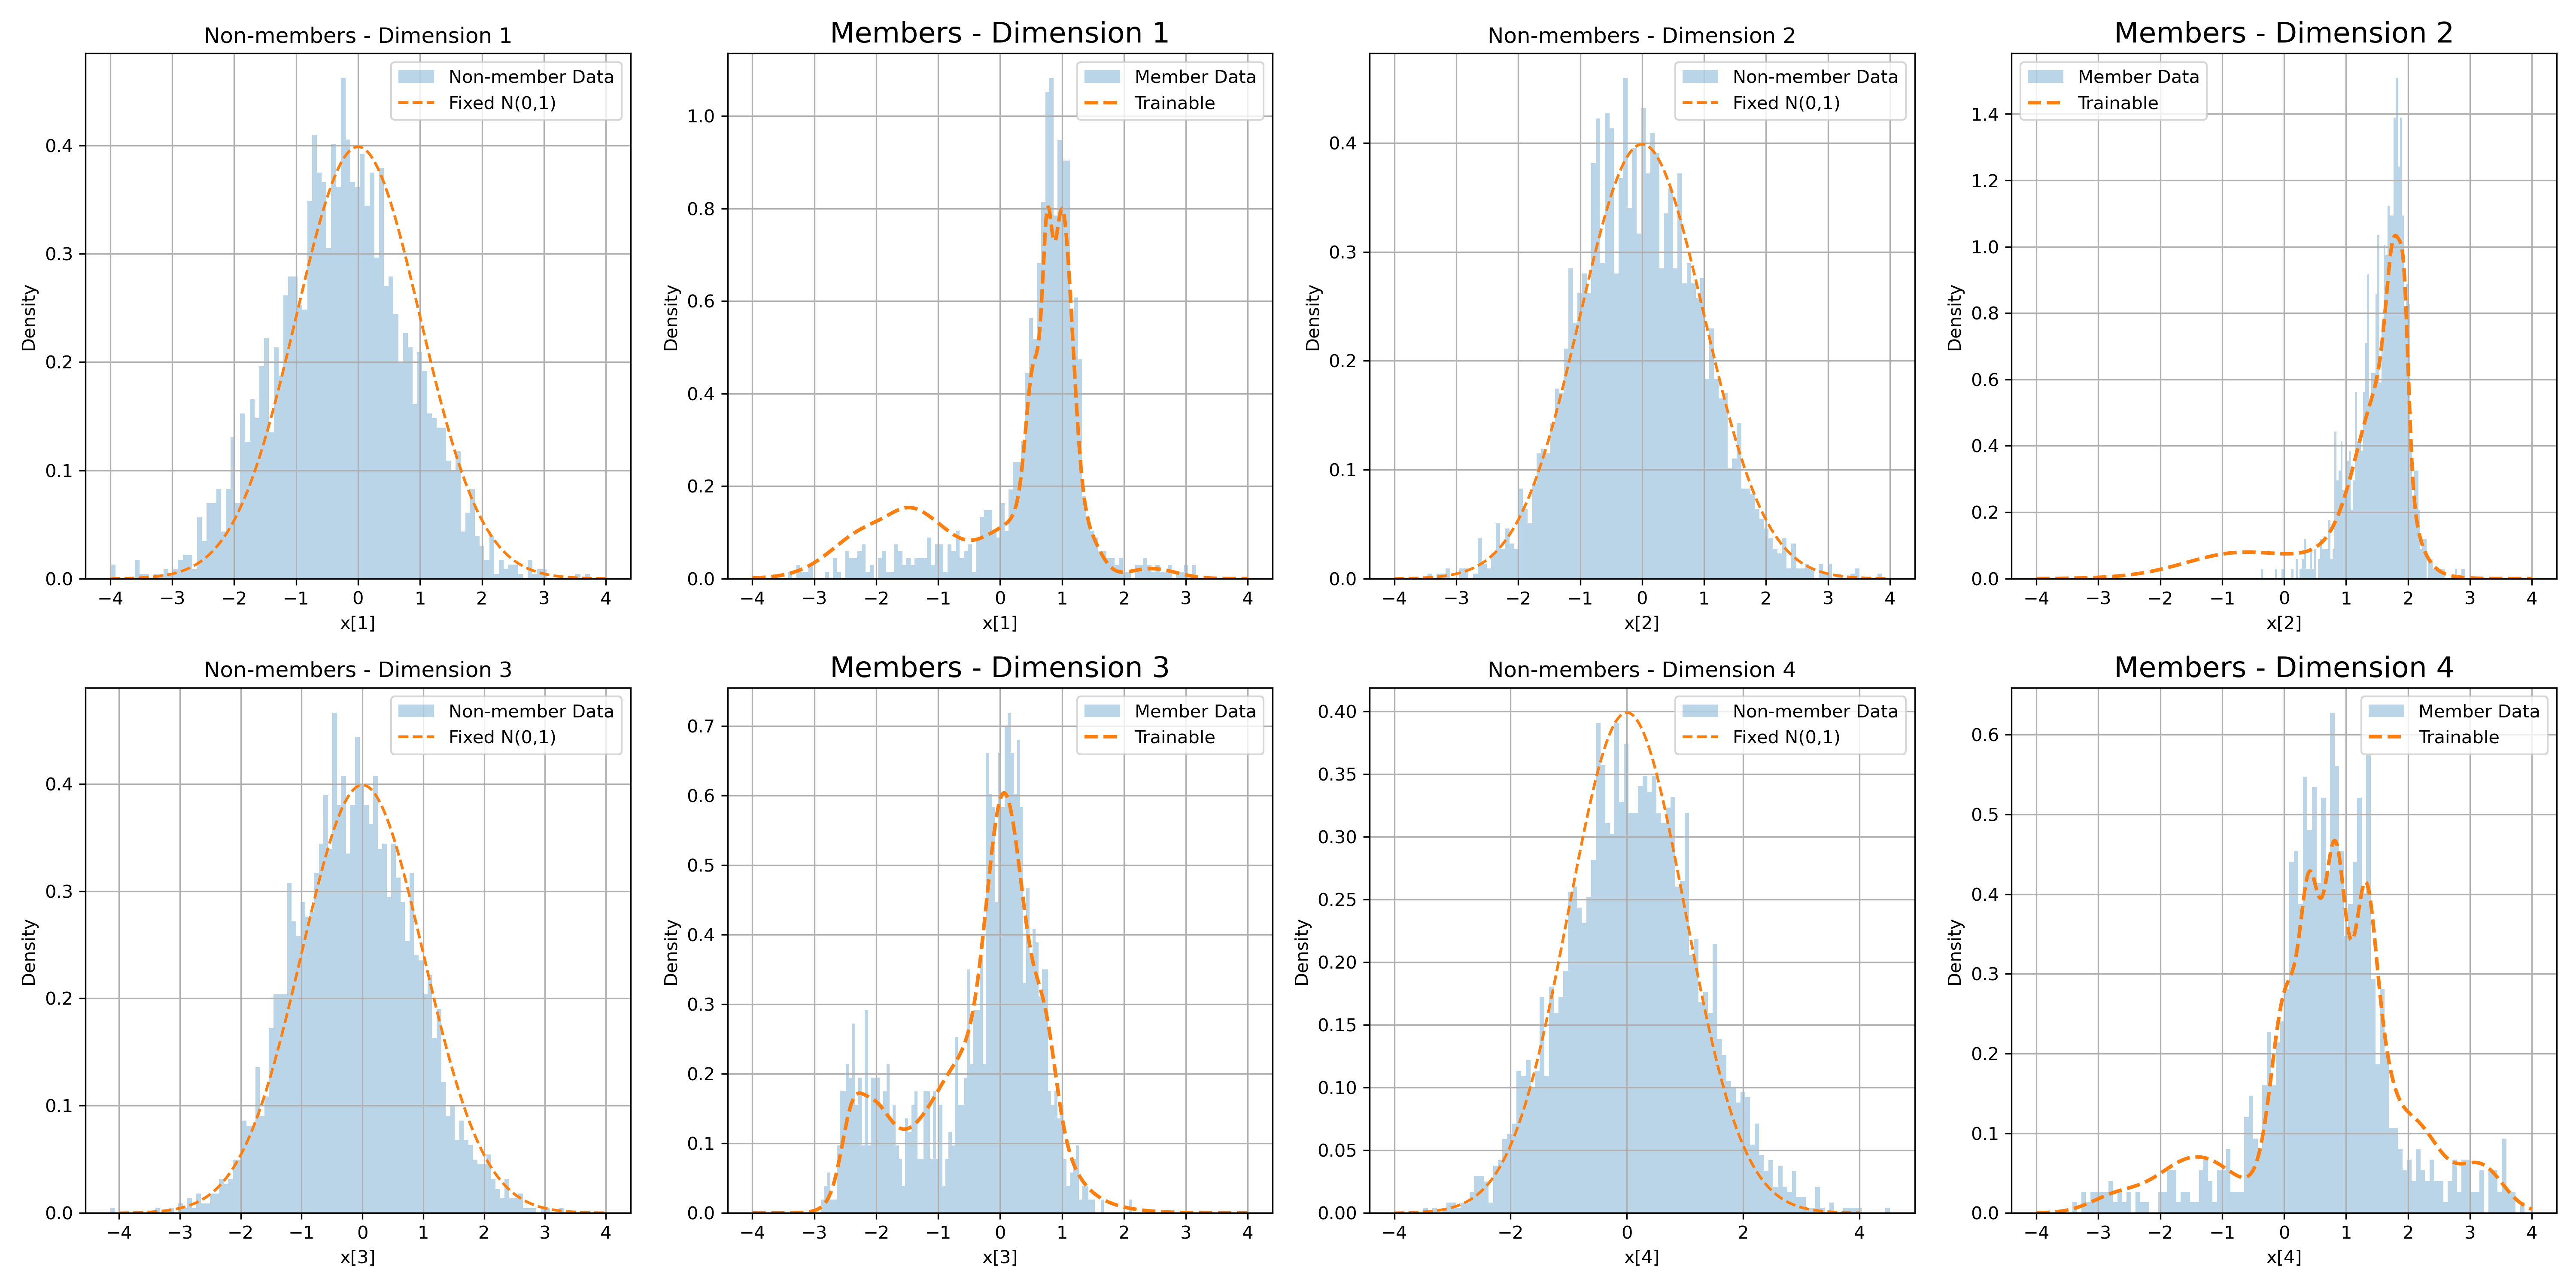 Non-members - Dimension 1
Density
0.0
0.1
0.2
0.3
0.4
Non-member Data
Fixed N(0,1)
−4 −3 −2 −1 0 1 2 3 4
x[1]
Members - Dimension 1
Density
0.0
0.2
0.4
0.6
0.8
1.0
Member Data
Trainable
−4 −3 −2 −1 0 1 2 3 4
x[1]
Non-members - Dimension 2
Density
0.0
0.1
0.2
0.3
0.4
Non-member Data
Fixed N(0,1)
−4 −3 −2 −1 0 1 2 3 4
x[2]
Members - Dimension 2
Density
0.0
0.2
0.4
0.6
0.8
1.0
1.2
1.4
Member Data
Trainable
−4 −3 −2 −1 0 1 2 3 4
x[2]
Non-members - Dimension 3
Density
0.0
0.1
0.2
0.3
0.4
Non-member Data
Fixed N(0,1)
−4 −3 −2 −1 0 1 2 3 4
x[3]
Members - Dimension 3
Density
0.0
0.1
0.2
0.3
0.4
0.5
0.6
0.7
Member Data
Trainable
−4 −3 −2 −1 0 1 2 3 4
x[3]
Non-members - Dimension 4
Density
0.00
0.05
0.10
0.15
0.20
0.25
0.30
0.35
0.40
Non-member Data
Fixed N(0,1)
−4 −2 0 2 4
x[4]
Members - Dimension 4
Density
0.0
0.1
0.2
0.3
0.4
0.5
0.6
Member Data
Trainable
−4 −3 −2 −1 0 1 2 3 4
x[4]